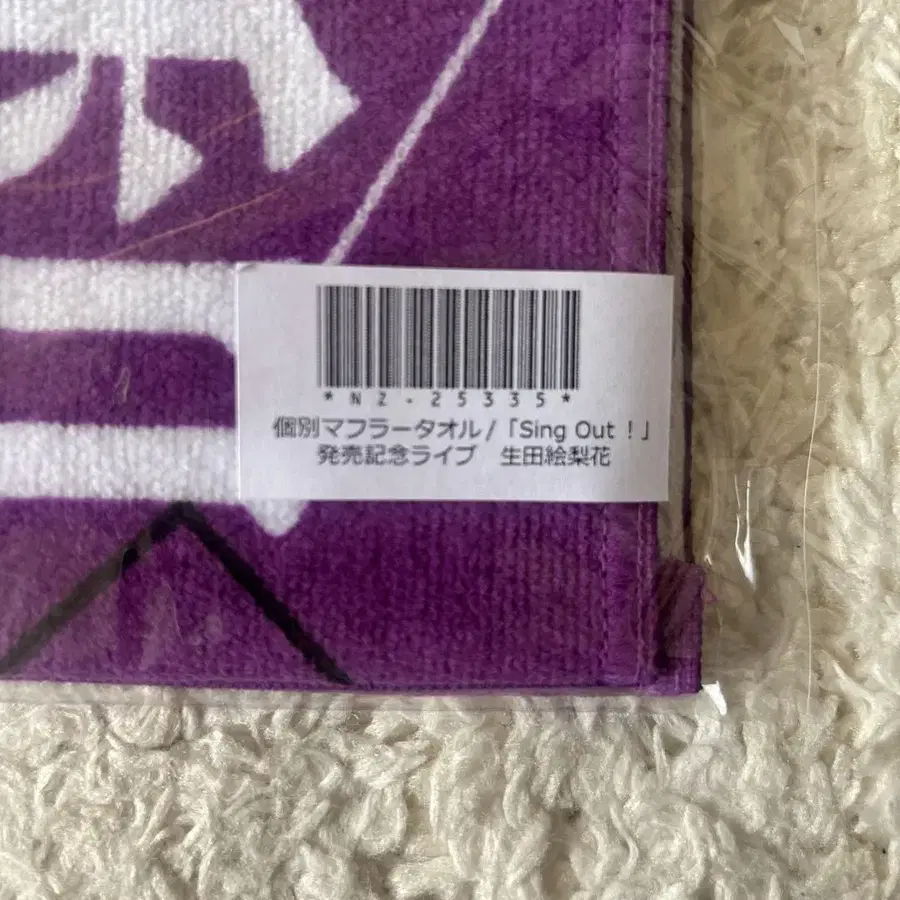 *NZ-25335*
個別マフラータオル/「Sing Out ！」
発売記念ライブ　生田絵梨花